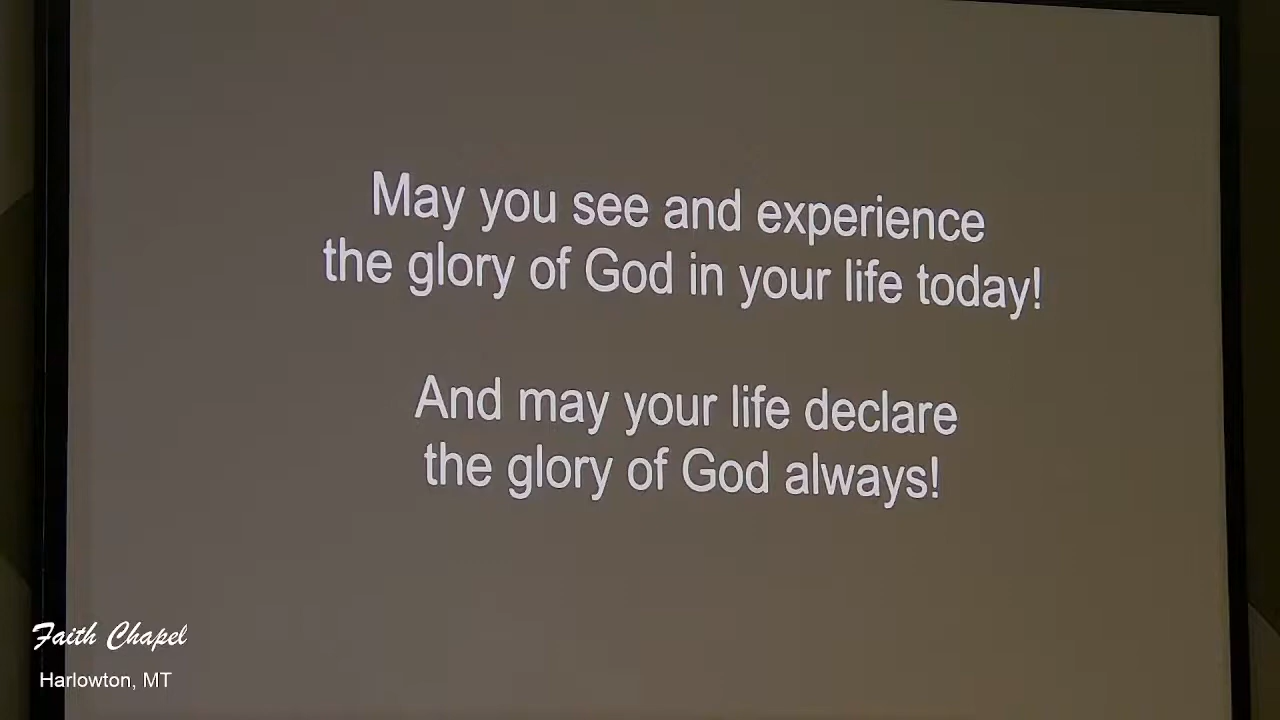 May you see and experience
the glory of God in your life today!
And may your life declare
the glory of God always!
Faith Chapel
Harlowton, MT